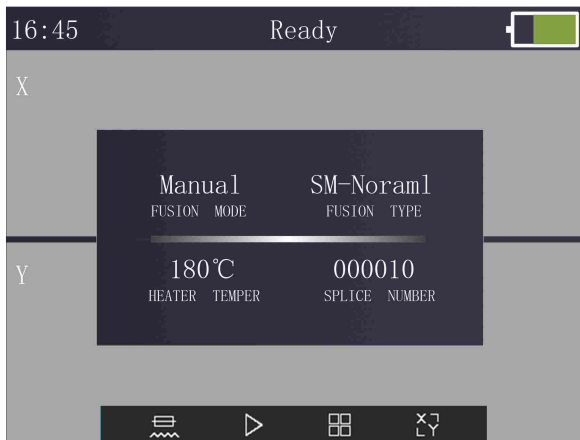 16:45 Ready
X
Manual SM-Noraml
FUSION MODE FUSION TYPE
Y
180℃ 000010
HEATER TEMPER SPLICE NUMBER
X
Y